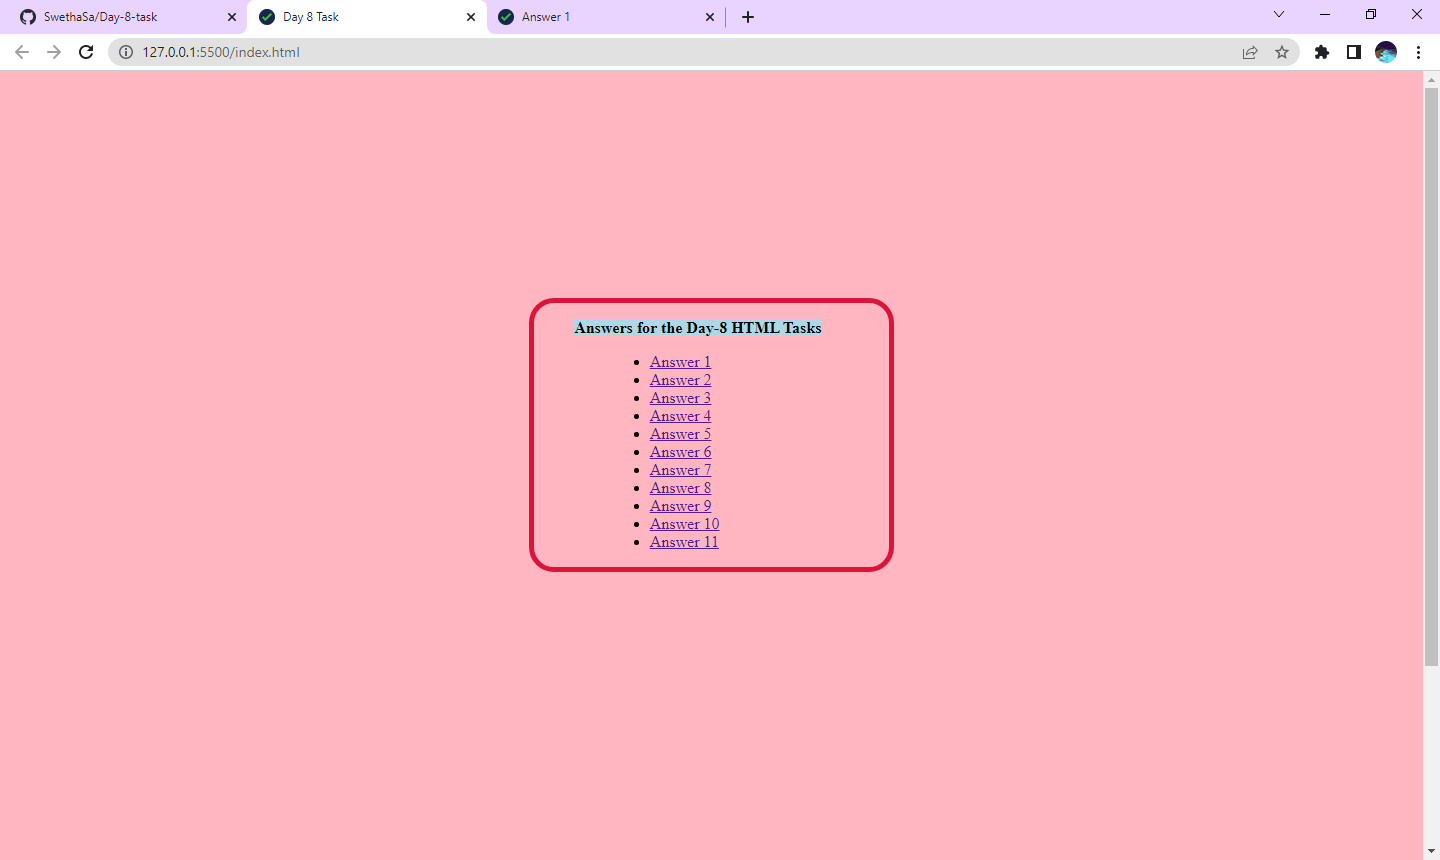 SwethaSa/Day-8-task
Day 8 Task
Answer 1
127.0.0.1:5500/index.html
Answers for the Day-8 HTML Tasks
Answer 1
Answer 2
Answer 3
Answer 4
Answer 5
Answer 6
Answer 7
Answer 8
Answer 9
Answer 10
Answer 11